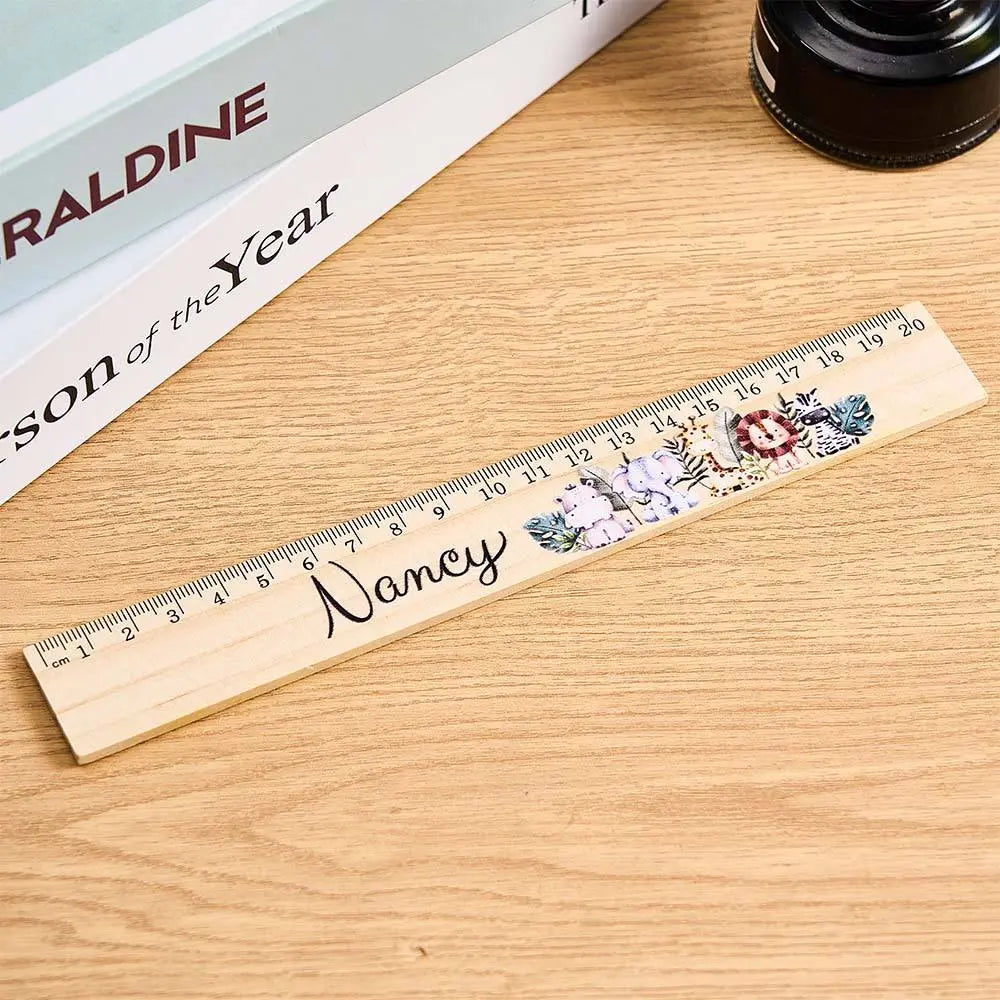 RALDINE
rson of the Year
cm 1 2 3 4 5 6 7 8 9 10 11 12 13 14 15 16 17 18 19 20
Nancy